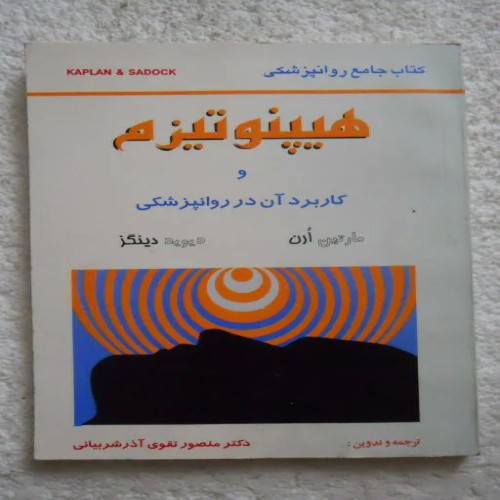 کتاب جامع روانپزشکی KAPLAN & SADOCK
هیپنوتیزم
و
کاربرد آن در روانپزشکی
مارتین اُرن دیوید دینگز
ترجمه و تدوین : دکتر منصور تقوی آذرشربیانی